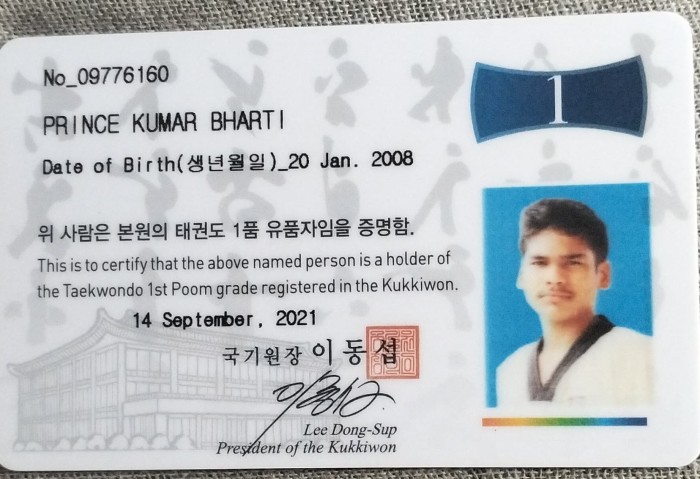 No_09776160
1
PRINCE KUMAR BHARTI
Date of Birth(생년월일)_20 Jan. 2008
위 사람은 본원의 태권도 1품 유품자임을 증명함.
This is to certify that the above named person is a holder of
the Taekwondo 1st Poom grade registered in the Kukkiwon.
14 September, 2021
국기원장 이동섭
Lee Dong-Sup
President of the Kukkiwon